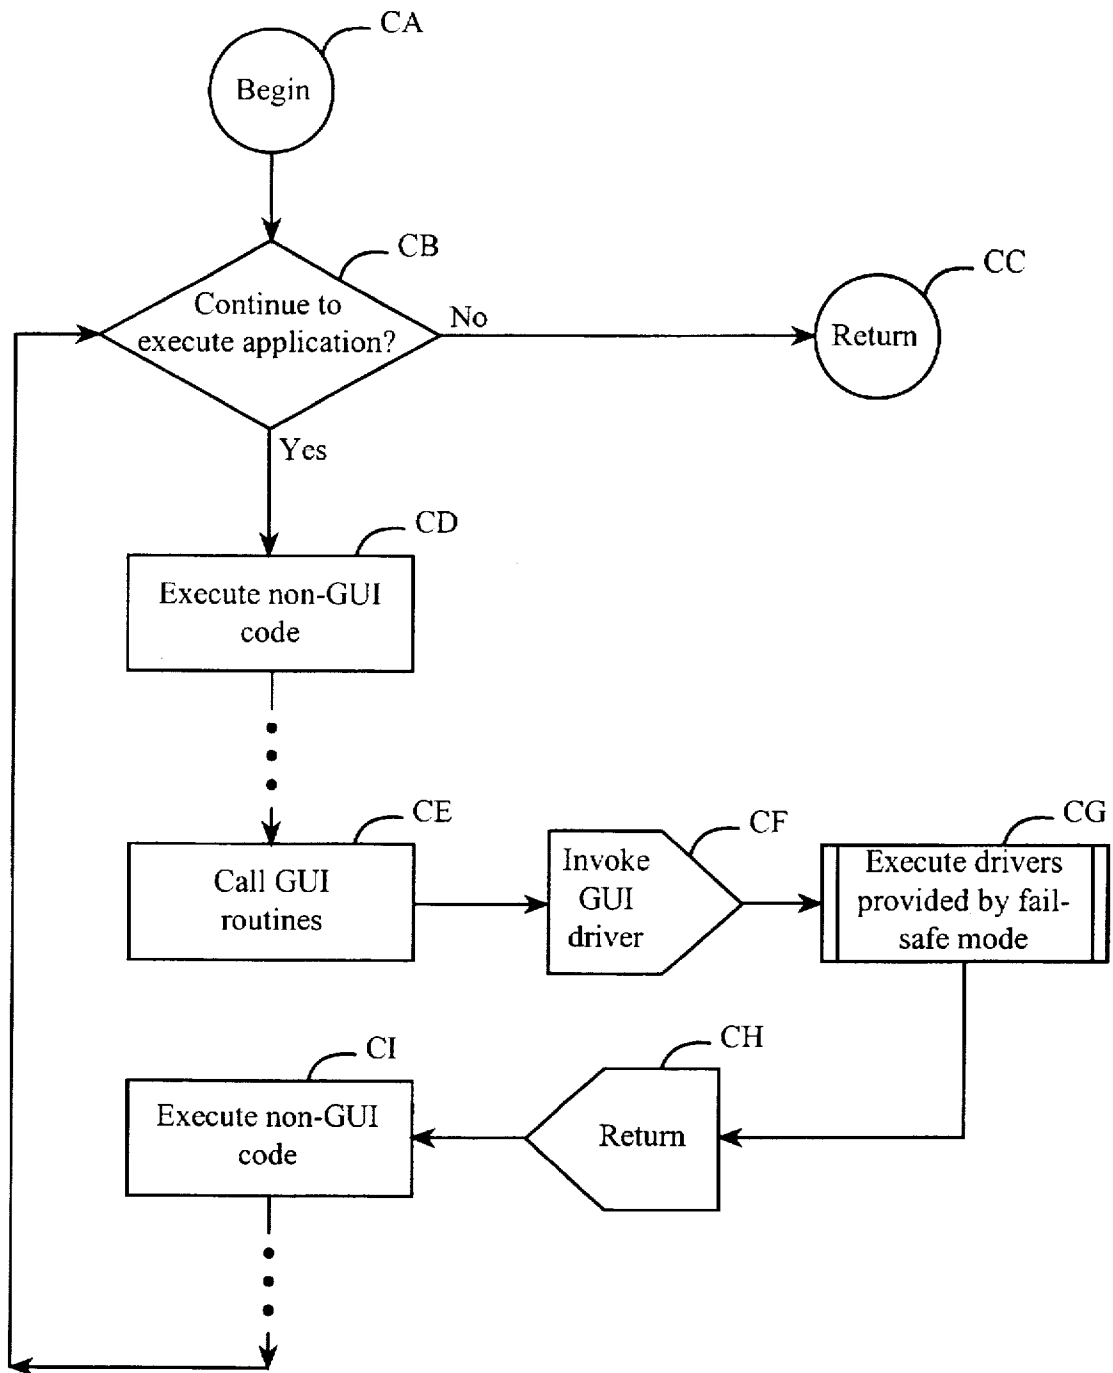 CA
Begin
CB
Continue to
execute application?
No
CC
Return
Yes
CD
Execute non-GUI
code
CE
Call GUI
routines
CF
Invoke
GUI
driver
CG
Execute drivers
provided by fail-
safe mode
CH
Return
CI
Execute non-GUI
code